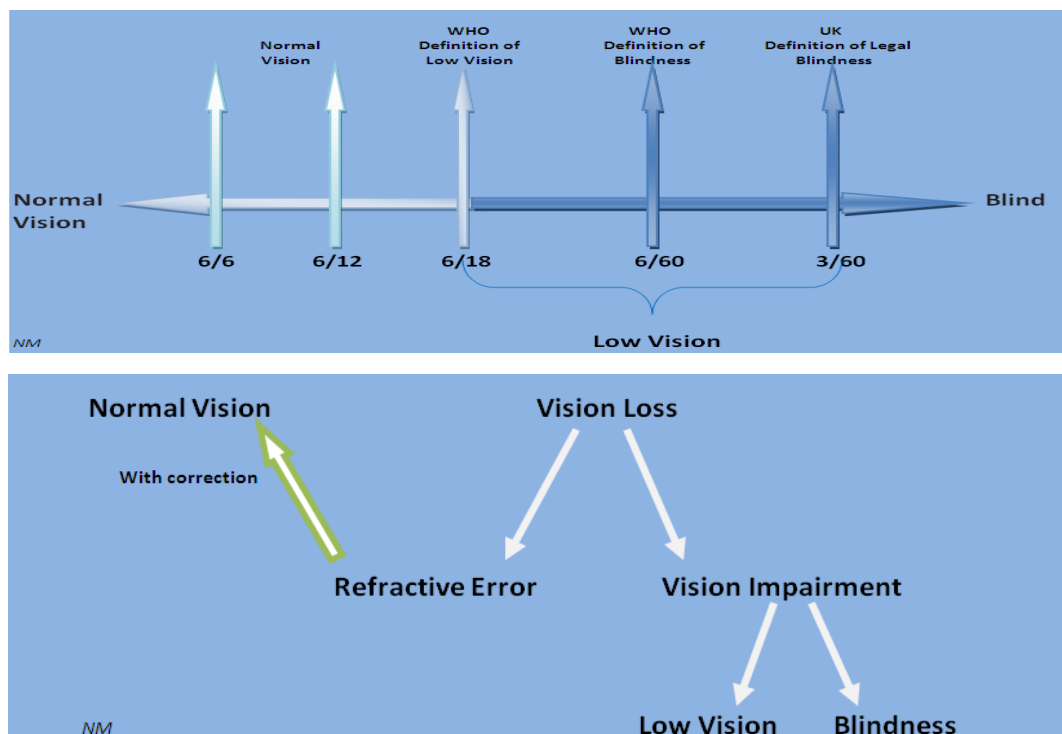 Normal
Vision
WHO
Definition of
Low Vision
WHO
Definition of
Blindness
UK
Definition of Legal
Blindness
Normal
Vision
Blind
6/6
6/12
6/18
6/60
3/60
Low Vision
NM
Normal Vision
Vision Loss
With correction
Refractive Error
Vision Impairment
Low Vision
Blindness
NM